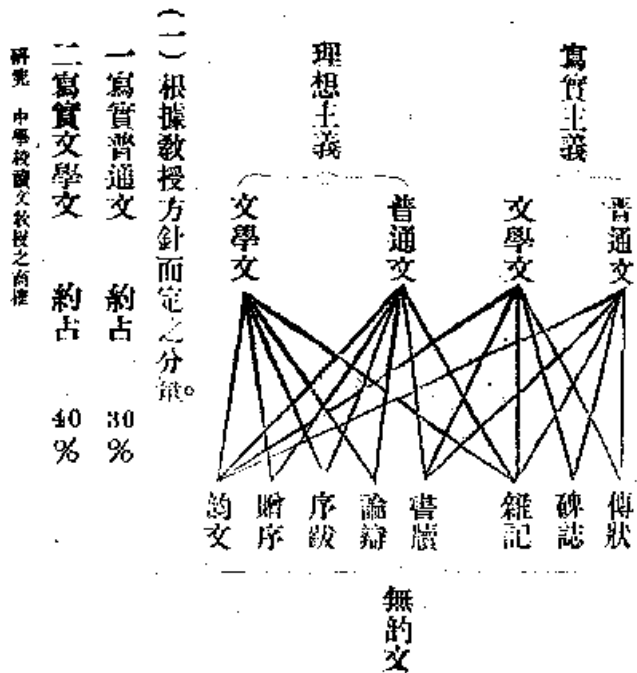 寫實主義
普通文
文學文
理想主義
普通文
文學文
傳狀
碑誌
雜記
書牘
論辯
序跋
贈序
韵文
無韵文
(一)根據教授方針而定之分量。
一寫實普通文 約占 30%
二寫實文學文 約占 40%
研究 中學校讀文教授之商榷